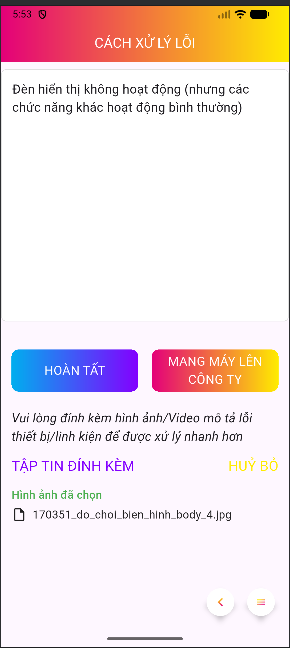 5:53
CÁCH XỬ LÝ LỖI
Đèn hiển thị không hoạt động (nhưng các
chức năng khác hoạt động bình thường)
HOÀN TẤT
MANG MÁY LÊN
CÔNG TY
Vui lòng đính kèm hình ảnh/Video mô tả lỗi
thiết bị/linh kiện để được xử lý nhanh hơn
TẬP TIN ĐÍNH KÈM
HUỶ BỎ
Hình ảnh đã chọn
170351_do_choi_bien_hinh_body_4.jpg